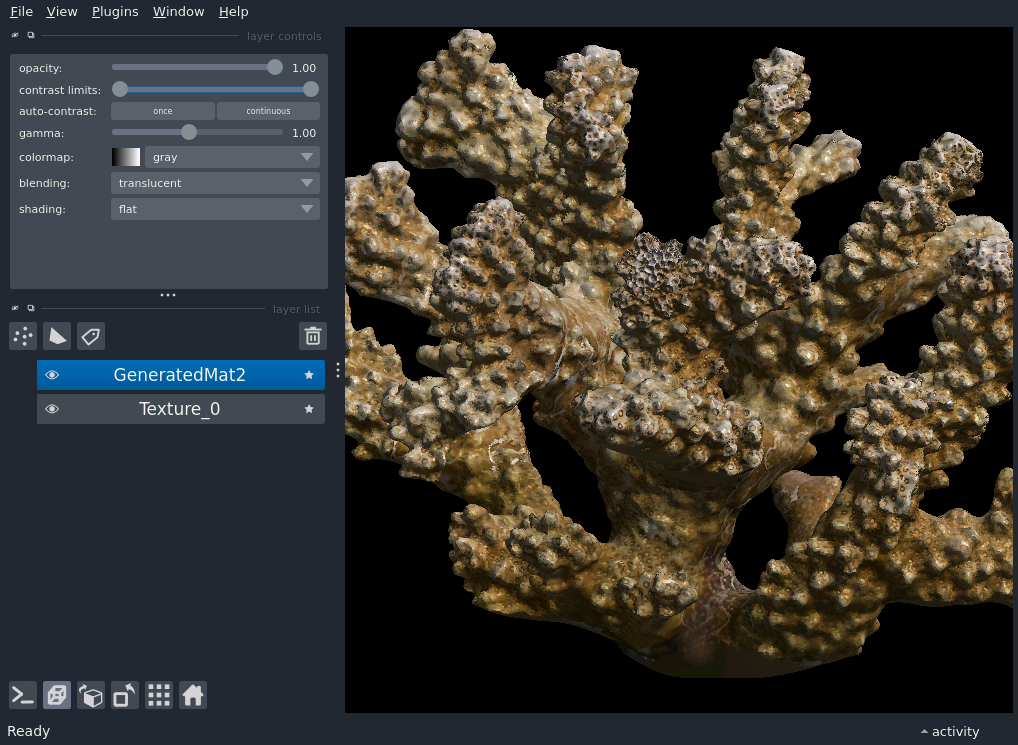 File View Plugins Window Help
layer controls
opacity: 1.00
contrast limits:
auto-contrast: once continuous
gamma: 1.00
colormap: gray
blending: translucent
shading: flat
layer list
GeneratedMat2
Texture_0
Ready
activity